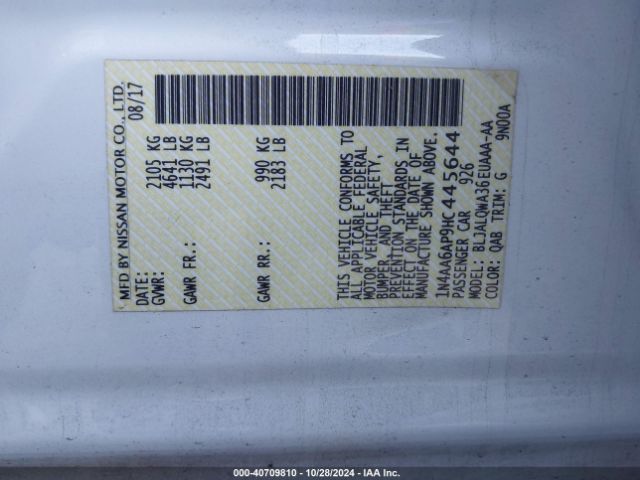 MFD BY NISSAN MOTOR CO., LTD.
DATE: 08/17
GVWR: 2105 KG
4641 LB
GAWR FR.: 1130 KG
2491 LB
GAWR RR.: 990 KG
2183 LB
THIS VEHICLE CONFORMS TO
ALL APPLICABLE FEDERAL
MOTOR VEHICLE SAFETY,
BUMPER, AND THEFT
PREVENTION STANDARDS IN
EFFECT ON THE DATE OF
MANUFACTURE SHOWN ABOVE.
1N4AA6AP9HC445644
PASSENGER CAR 926
MODEL: BLJALQWA36EUAAA-AA
COLOR: QAB TRIM: G 9N00A
000-40709810 - 10/28/2024 - IAA Inc.